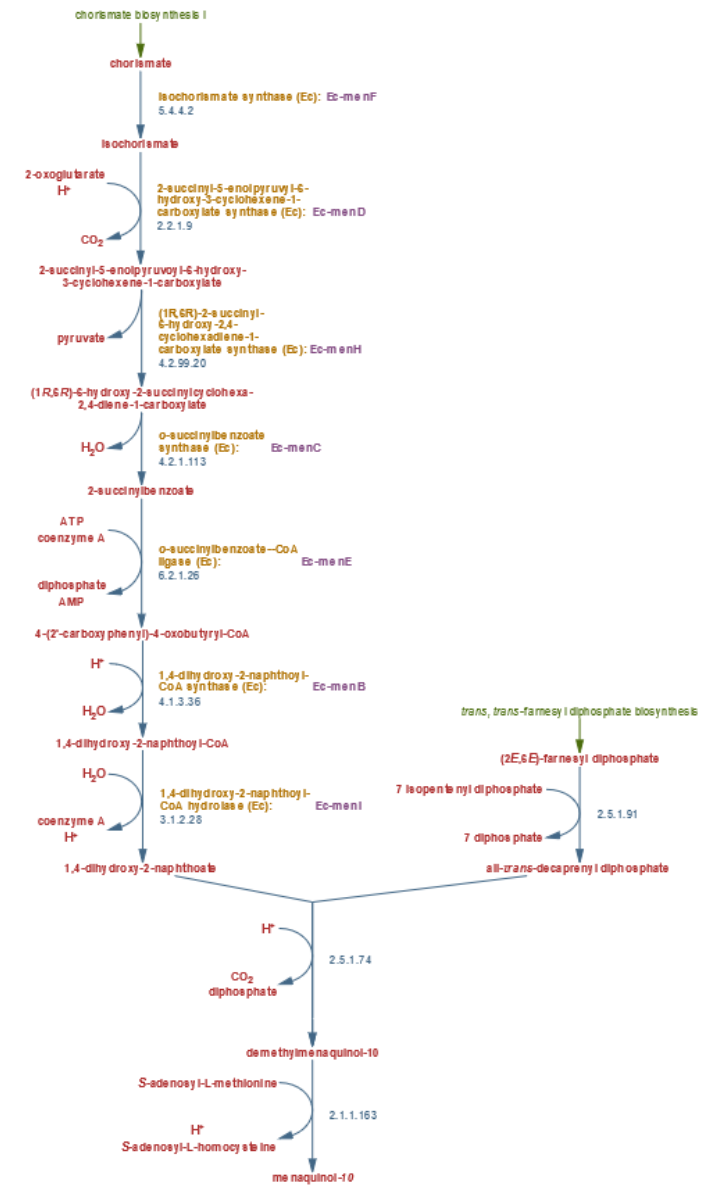 chorismate biosynthesis I
chorismate
isochorismate synthase (Ec): Ec-menF
5.4.4.2
isochorismate
2-oxoglutarate
H+
2-succinyl-5-enolpyruvyl-6-
hydroxy-3-cyclohexene-1-
carboxylate synthase (Ec): Ec-menD
2.2.1.9
CO2
2-succinyl-5-enolpyruvoyl-6-hydroxy-
3-cyclohexene-1-carboxylate
(1R,6R)-2-succinyl-
6-hydroxy-2,4-
cyclohexadiene-1-
carboxylate synthase (Ec): Ec-menH
4.2.99.20
pyruvate
(1R,6R)-6-hydroxy-2-succinylcyclohexa-
2,4-diene-1-carboxylate
o-succinylbenzoate
synthase (Ec): Ec-menC
4.2.1.113
H2O
2-succinylbenzoate
ATP
coenzyme A
o-succinylbenzoate--CoA
ligase (Ec): Ec-menE
6.2.1.26
diphosphate
AMP
4-(2'-carboxyphenyl)-4-oxobutyryl-CoA
H+
1,4-dihydroxy-2-naphthoyl-
CoA synthase (Ec): Ec-menB
4.1.3.36
H2O
1,4-dihydroxy-2-naphthoyl-CoA
H2O
1,4-dihydroxy-2-naphthoyl-
CoA hydrolase (Ec): Ec-menI
3.1.2.28
coenzyme A
H+
1,4-dihydroxy-2-naphthoate
trans, trans-farnesyl diphosphate biosynthesis
(2E,6E)-farnesyl diphosphate
7 isopentenyl diphosphate
2.5.1.91
7 diphosphate
all-trans-decaprenyl diphosphate
H+
2.5.1.74
CO2
diphosphate
demethylmenaquinol-10
S-adenosyl-L-methionine
2.1.1.163
H+
S-adenosyl-L-homocysteine
menaquinol-10